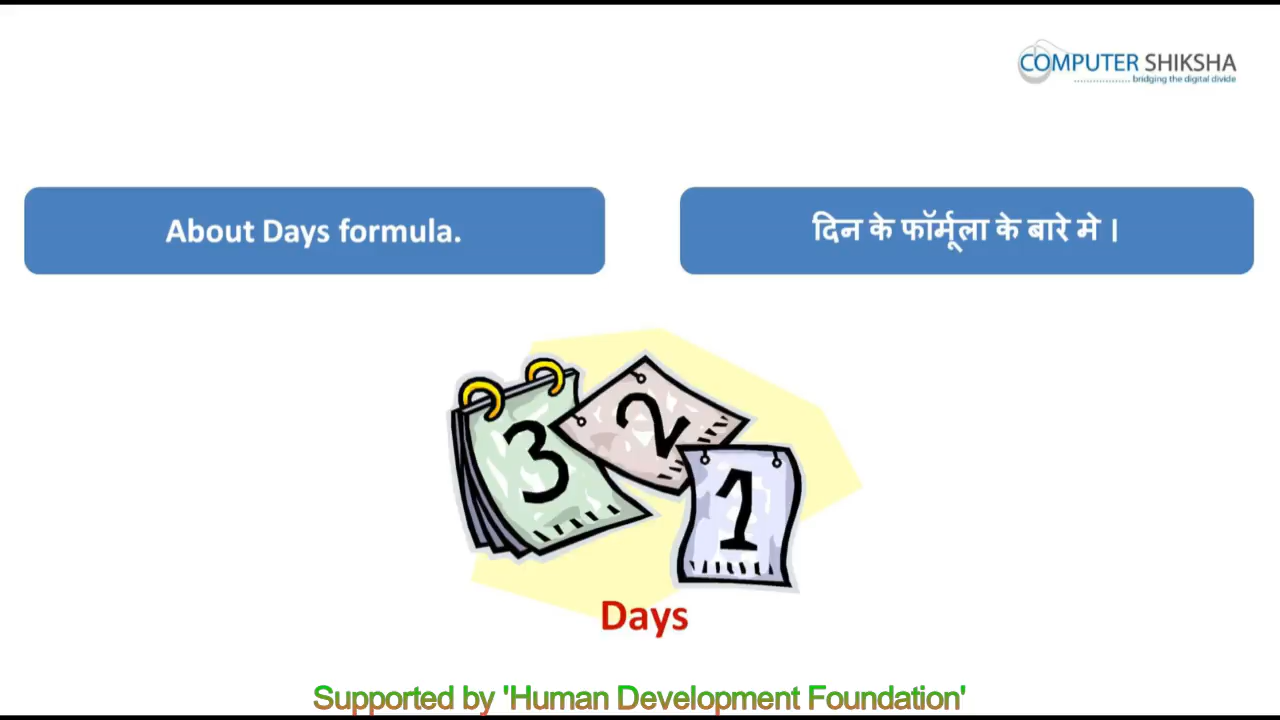 COMPUTER SHIKSHA
bridging the digital divide
About Days formula.
दिन के फॉर्मूला के बारे मे ।
3
2
1
Days
Supported by 'Human Development Foundation'